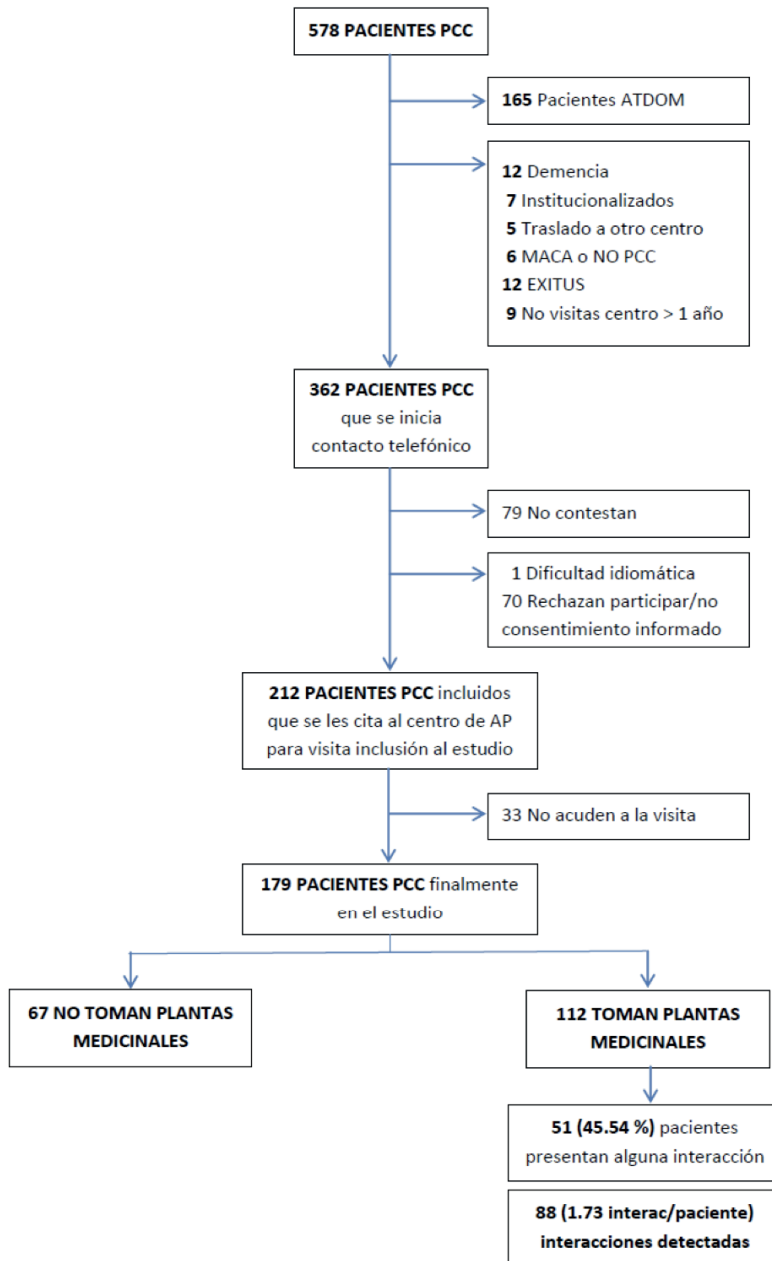 578 PACIENTES PCC
165 Pacientes ATDOM
12 Demencia
7 Institucionalizados
5 Traslado a otro centro
6 MACA o NO PCC
12 EXITUS
9 No visitas centro > 1 año
362 PACIENTES PCC
que se inicia
contacto telefónico
79 No contestan
1 Dificultad idiomática
70 Rechazan participar/no
consentimiento informado
212 PACIENTES PCC incluidos
que se les cita al centro de AP
para visita inclusión al estudio
33 No acuden a la visita
179 PACIENTES PCC finalmente
en el estudio
67 NO TOMAN PLANTAS
MEDICINALES
112 TOMAN PLANTAS
MEDICINALES
51 (45.54 %) pacientes
presentan alguna interacción
88 (1.73 interac/paciente)
interacciones detectadas